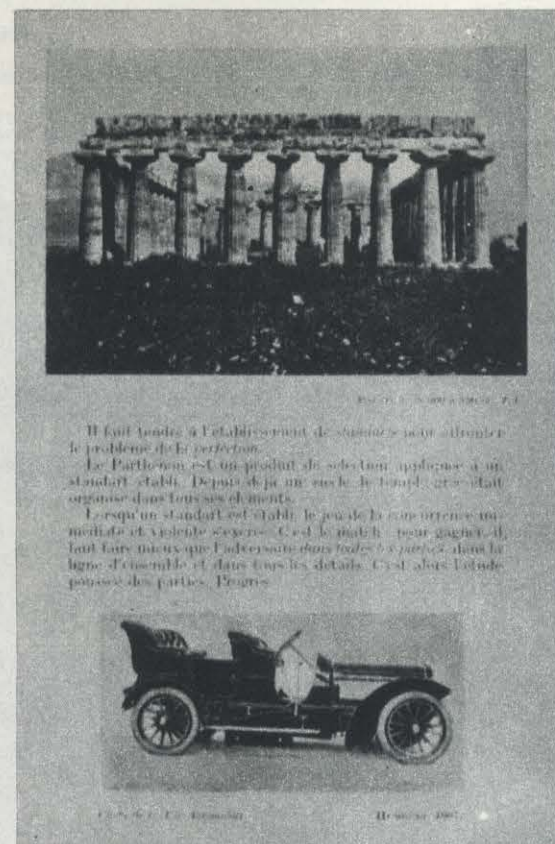 Il faut tendre à l'établissement de standarts pour affronter
le problème de la perfection.
Le Parthénon est un produit de sélection appliquée à un
standart établi. Depuis déjà un siècle le temple grec était
organisé dans tous ses éléments.
Lorsqu'un standart est établi, le jeu de la concurrence im-
médiate et violente s'exerce. C'est le match; pour gagner, il
faut faire mieux que l'adversaire dans toutes les parties, dans la
ligne d'ensemble et dans tous les détails. C'est alors l'étude
poussée des parties. Progrès.
1907